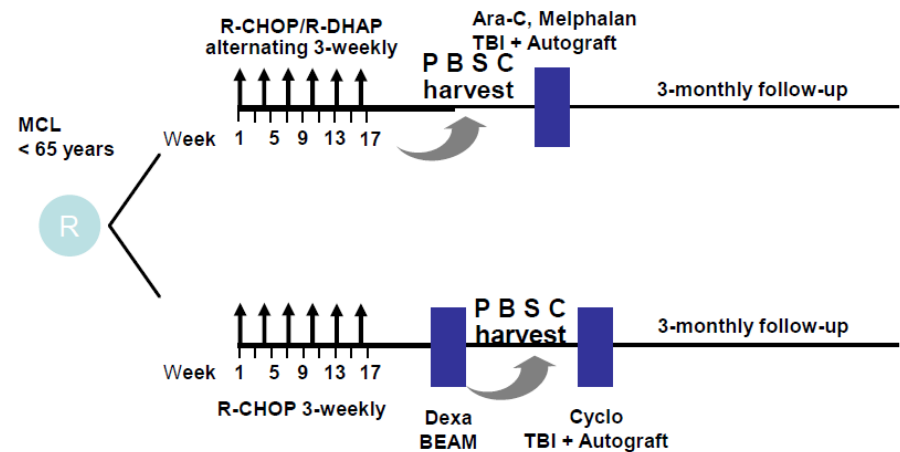 R-CHOP/R-DHAP
alternating 3-weekly
Ara-C, Melphalan
TBI + Autograft
P B S C
harvest
3-monthly follow-up
MCL
< 65 years
Week 1 5 9 13 17
R
P B S C
harvest
3-monthly follow-up
Week 1 5 9 13 17
R-CHOP 3-weekly
Dexa
BEAM
Cyclo
TBI + Autograft